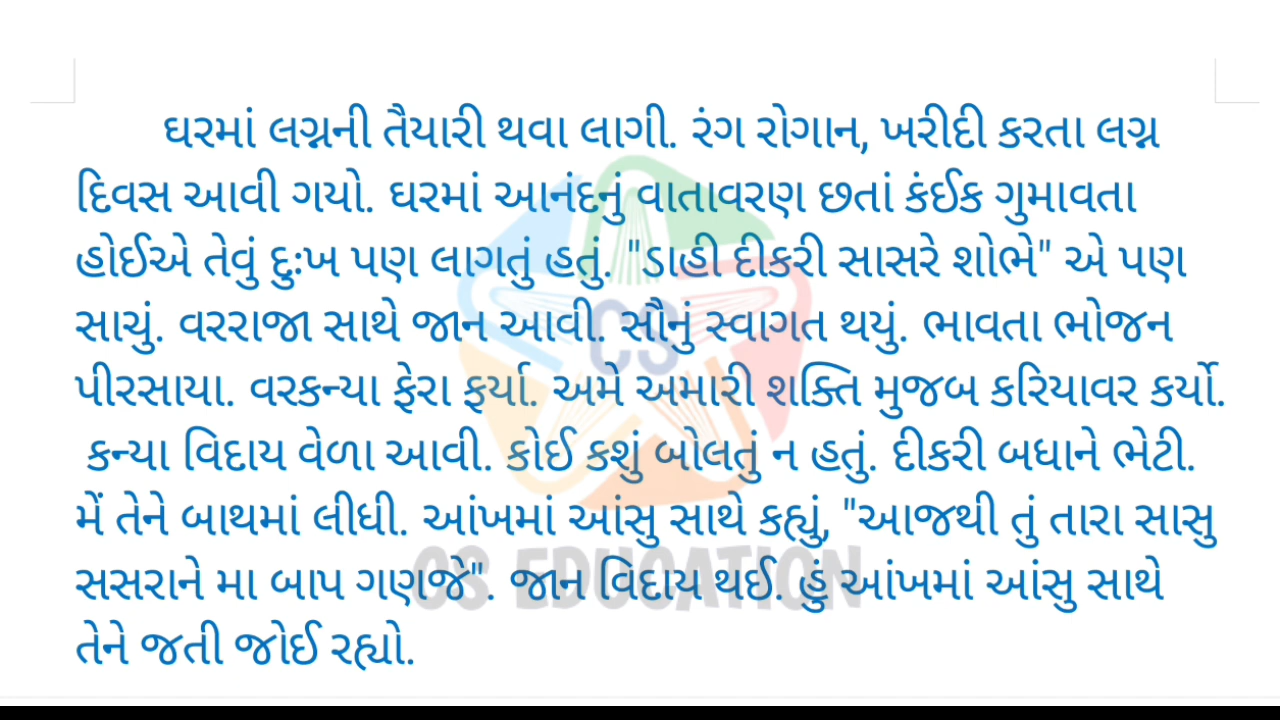 ઘરમાં લગ્નની તૈયારી થવા લાગી. રંગ રોગાન, ખરીદી કરતા લગ્ન
દિવસ આવી ગયો. ઘરમાં આનંદનું વાતાવરણ છતાં કંઈક ગુમાવતા
હોઈએ તેવું દુઃખ પણ લાગતું હતું. "ડાહી દીકરી સાસરે શોભે" એ પણ
સાચું. વરરાજા સાથે જાન આવી. સૌનું સ્વાગત થયું. ભાવતા ભોજન
પીરસાયા. વરકન્યા ફેરા ફર્યા. અમે અમારી શક્તિ મુજબ કરિયાવર કર્યો.
કન્યા વિદાય વેળા આવી. કોઈ કશું બોલતું ન હતું. દીકરી બધાને ભેટી.
મેં તેને બાથમાં લીધી. આંખમાં આંસુ સાથે કહ્યું, "આજથી તું તારા સાસુ
સસરાને મા બાપ ગણજે". જાન વિદાય થઈ. હું આંખમાં આંસુ સાથે
તેને જતી જોઈ રહ્યો.
CS
CS EDUCATION